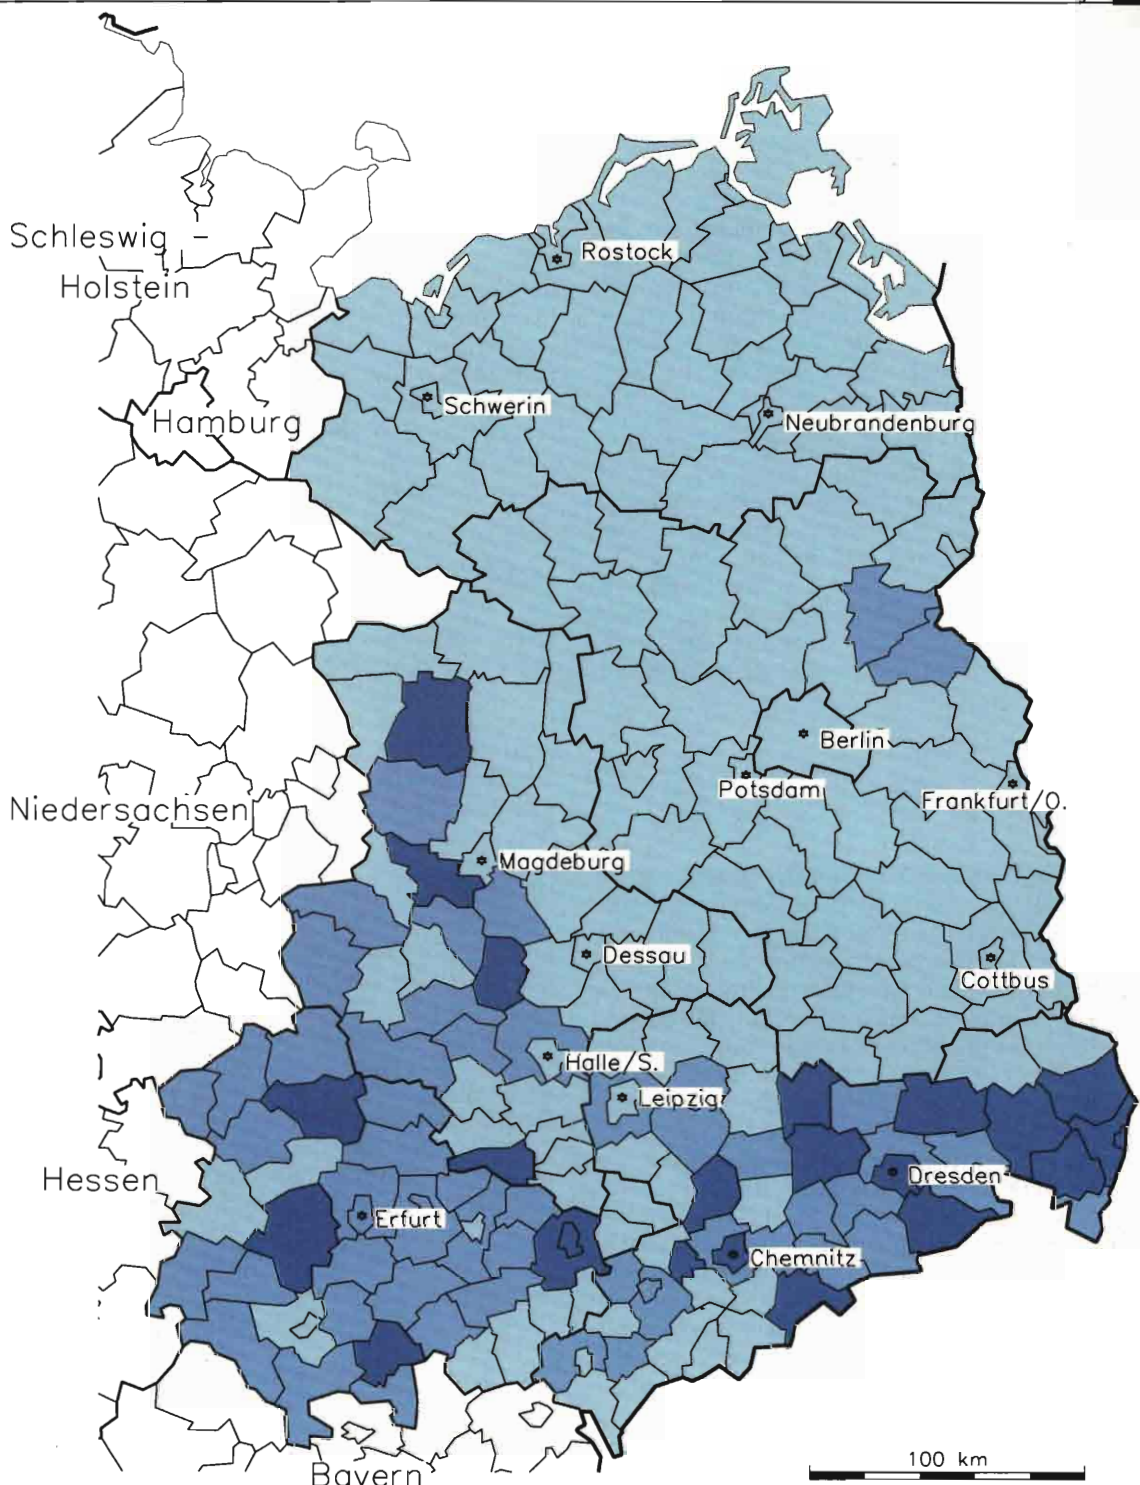 Rostock
Schleswig -
Holstein
Schwerin
Hamburg
Neubrandenburg
Berlin
Potsdam
Frankfurt/O.
Niedersachsen
Magdeburg
Dessau
Cottbus
Halle/S.
Leipzig
Hessen
Dresden
Erfurt
Chemnitz
100 km
Bayern